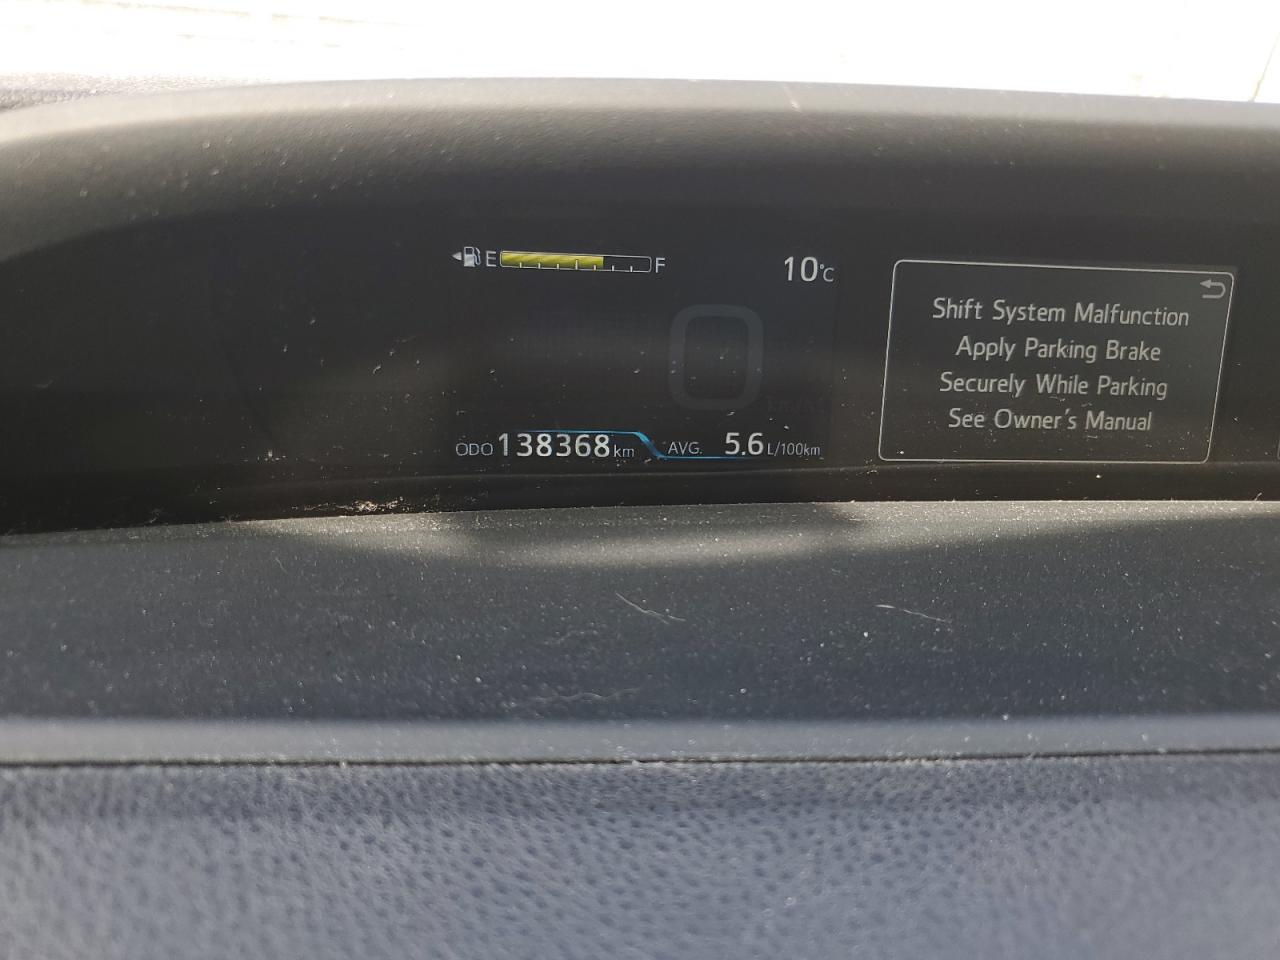 E F 10°C
0
ODO 138368 km AVG. 5.6 L/100km
Shift System Malfunction
Apply Parking Brake
Securely While Parking
See Owner's Manual